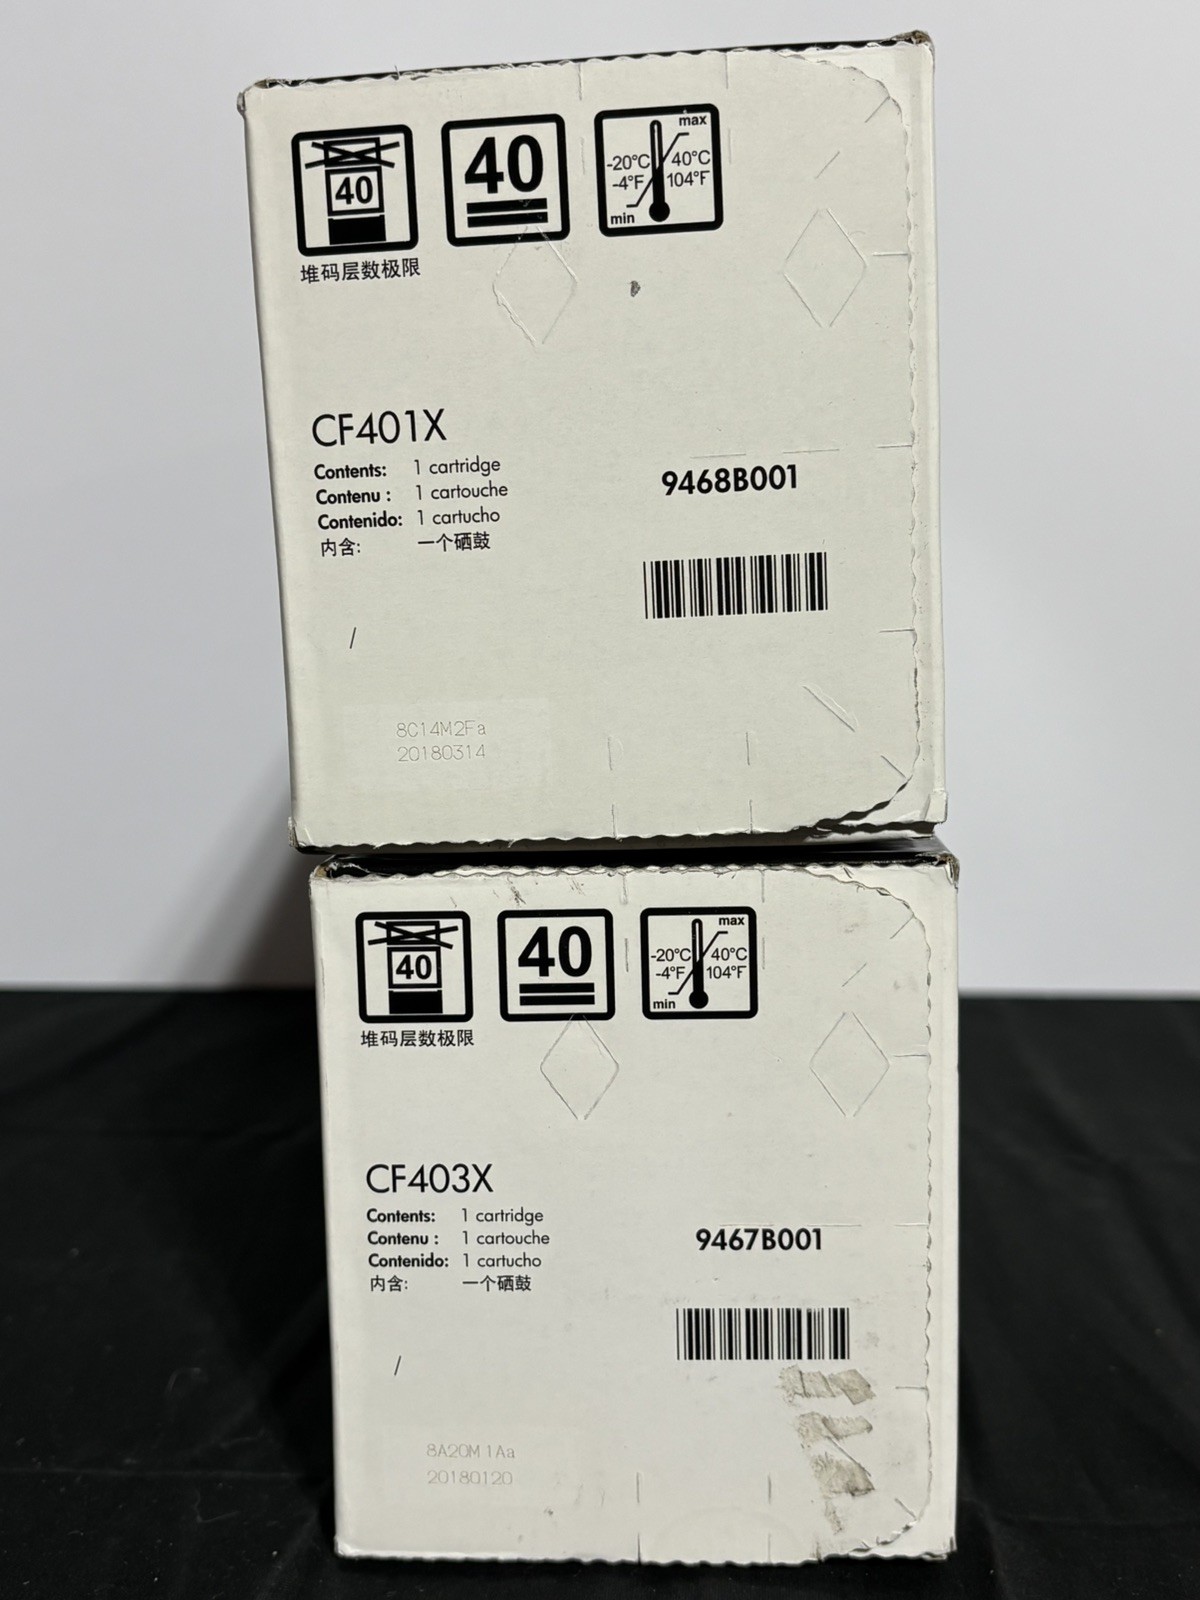 40
40
max
-20°C 40°C
-4°F 104°F
min
堆码层数极限
CF401X
Contents: 1 cartridge
Contenu : 1 cartouche
Contenido: 1 cartucho
内含: 一个硒鼓
9468B001
/
8C14M2Fa
20180314
40
40
max
-20°C 40°C
-4°F 104°F
min
堆码层数极限
CF403X
Contents: 1 cartridge
Contenu : 1 cartouche
Contenido: 1 cartucho
内含: 一个硒鼓
9467B001
/
8A20M1Aa
20180120